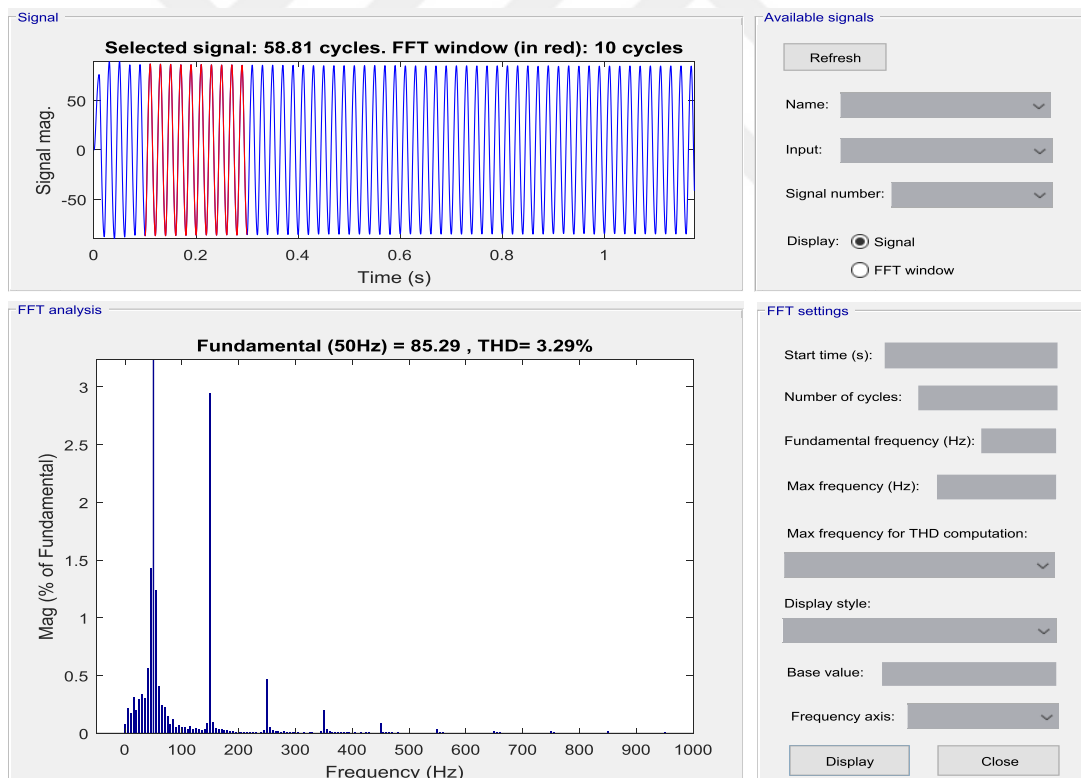 Signal
Selected signal: 58.81 cycles. FFT window (in red): 10 cycles
Signal mag.
50
0
-50
0 0.2 0.4 0.6 0.8 1
Time (s)
Available signals
Refresh
Name:
Input:
Signal number:
Display: Signal
FFT window
FFT analysis
Fundamental (50Hz) = 85.29 , THD= 3.29%
Mag (% of Fundamental)
3
2.5
2
1.5
1
0.5
0
0 100 200 300 400 500 600 700 800 900 1000
Frequency (Hz)
FFT settings
Start time (s):
Number of cycles:
Fundamental frequency (Hz):
Max frequency (Hz):
Max frequency for THD computation:
Display style:
Base value:
Frequency axis:
Display Close